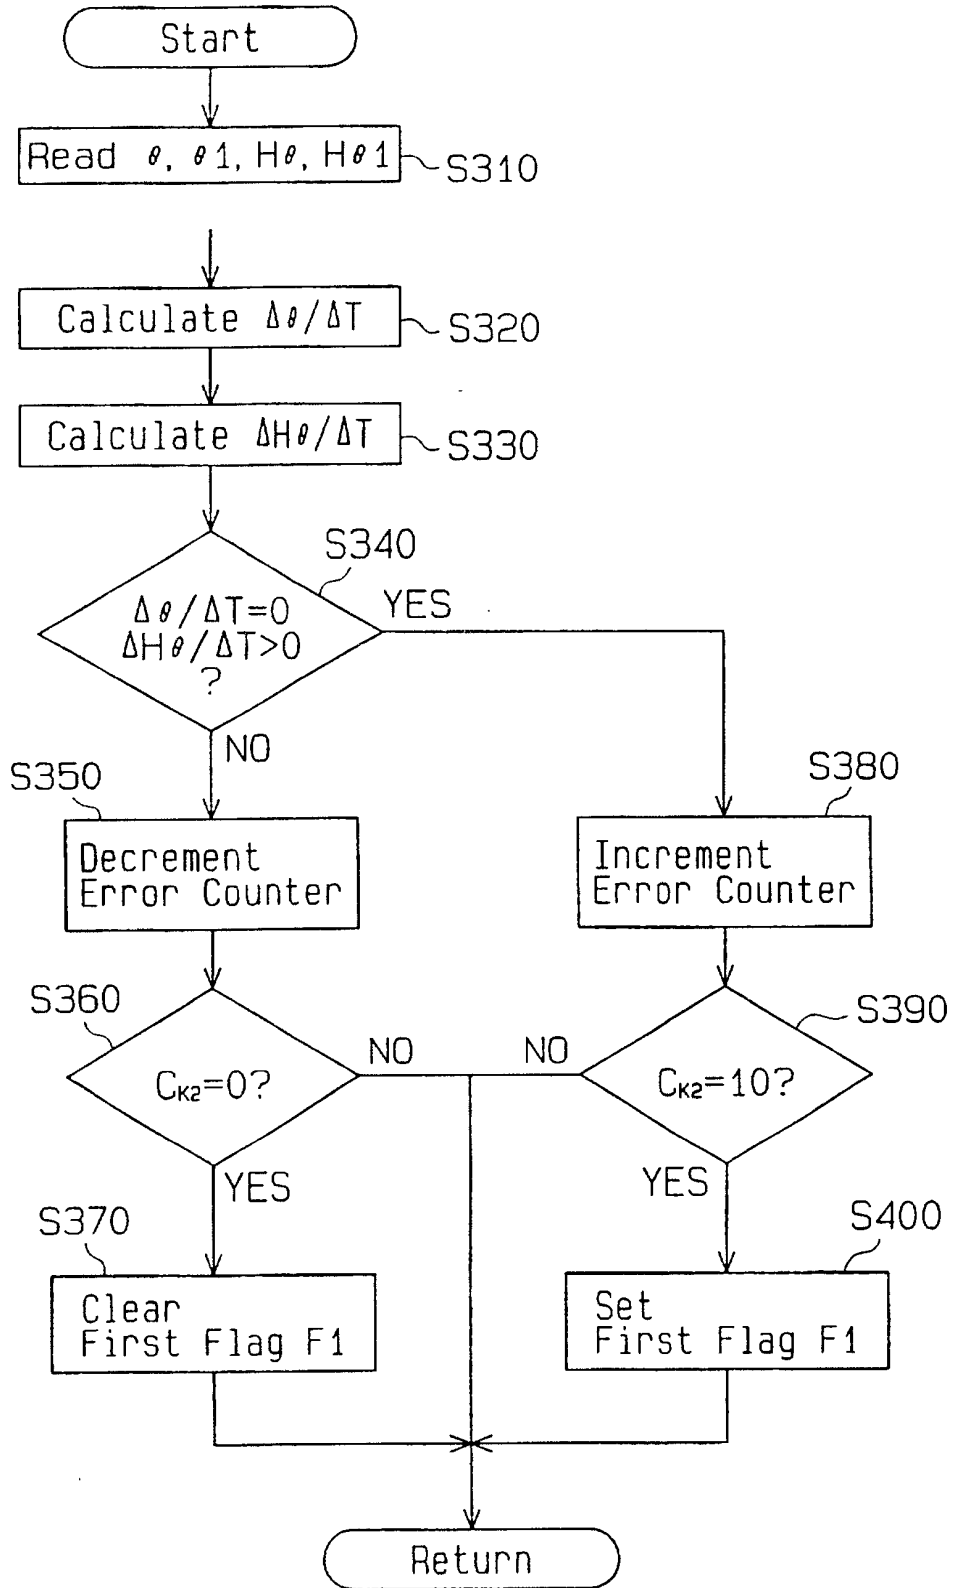 Start
Read θ, θ1, Hθ, Hθ1
S310
Calculate Δθ/ΔT
S320
Calculate ΔHθ/ΔT
S330
S340
Δθ/ΔT=0
ΔHθ/ΔT>0
?
YES
NO
S350
Decrement
Error Counter
S380
Increment
Error Counter
S360
CK2=0?
NO
YES
S390
CK2=10?
NO
YES
S370
Clear
First Flag F1
S400
Set
First Flag F1
Return